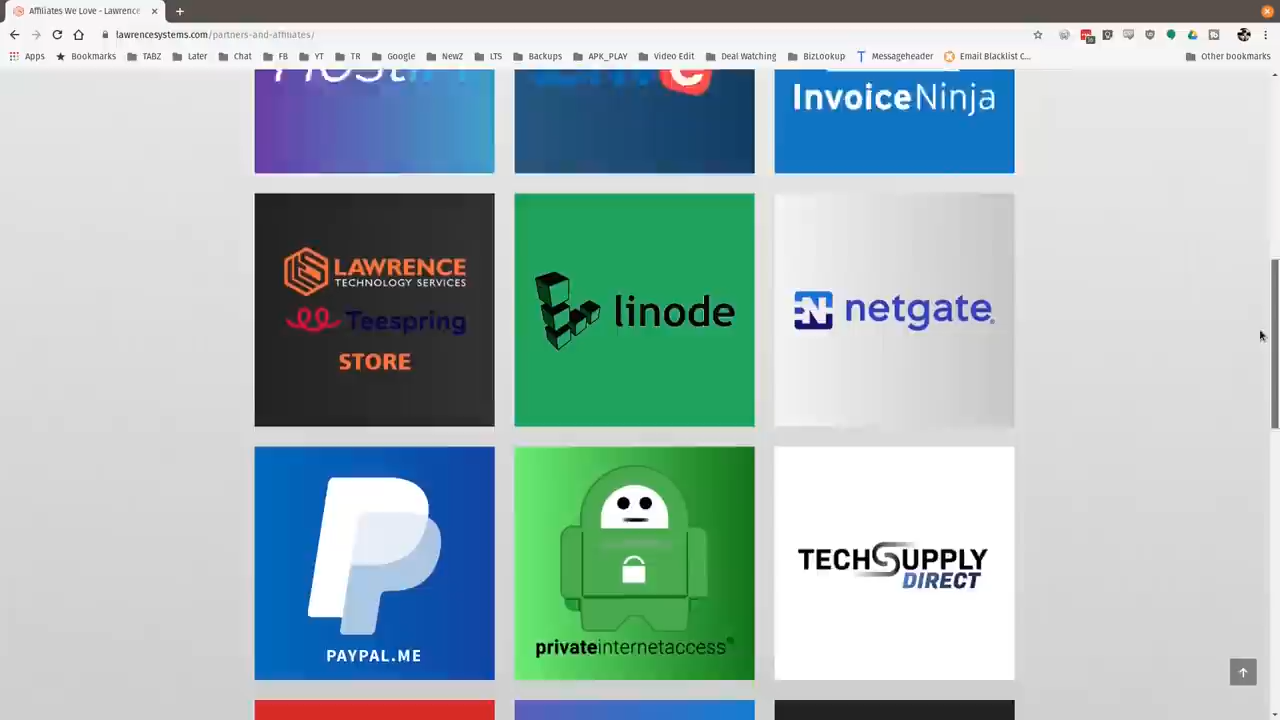 Affiliates We Love - Lawrence
lawrencesystems.com/partners-and-affiliates/
Apps Bookmarks TABZ Later Chat FB YT TR Google NewZ LTS Backups APK_PLAY Video Edit Deal Watching BizLookup Messageheader Email Blacklist C... Other bookmarks
InvoiceNinja
LAWRENCE
TECHNOLOGY SERVICES
Teespring
STORE
linode
netgate®
PAYPAL.ME
privateinternetaccess®
TECHSUPPLY
DIRECT